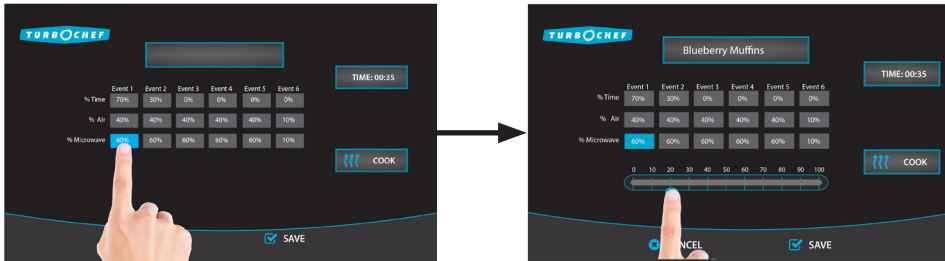 TURBOCHEF
TIME: 00:35
Event 1 Event 2 Event 3 Event 4 Event 5 Event 6
% Time 70% 30% 0% 0% 0% 0%
% Air 40% 40% 40% 40% 40% 10%
% Microwave 60% 60% 60% 60% 60% 10%
COOK
SAVE
TURBOCHEF
Blueberry Muffins
TIME: 00:35
Event 1 Event 2 Event 3 Event 4 Event 5 Event 6
% Time 70% 30% 0% 0% 0% 0%
% Air 40% 40% 40% 40% 40% 10%
% Microwave 60% 60% 60% 60% 60% 10%
COOK
0 10 20 30 40 50 60 70 80 90 100
NCEL SAVE